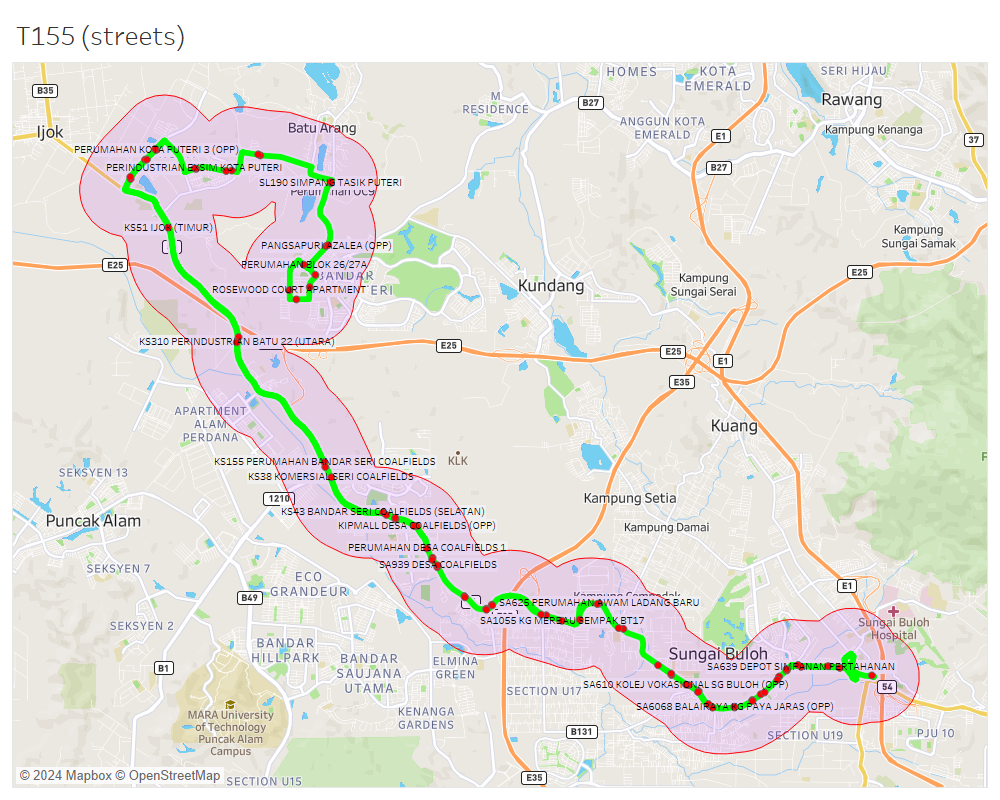 T155 (streets)
B35
HOMES
KOTA
EMERALD
SERI HIJAU
M
RESIDENCE
B27
Rawang
Ijok
Batu Arang
ANGGUN KOTA
EMERALD
E1
Kampung Kenanga
37
PERUMAHAN KOTA PUTERI 3 (OPP)
PERINDUSTRIAN EXSIM KOTA PUTERI
B27
SL190 SIMPANG TASIK PUTERI
KS51 IJOK (TIMUR)
Kampung
Sungai Samak
PANGSAPURI AZALEA (OPP)
E25
PERUMAHAN BLOK 26/27A
BANDAR
E25
ROSEWOOD COURT APARTMENT
ERI
Kundang
Kampung
Sungai Serai
KS310 PERINDUSTRIAN BATU 22 (UTARA)
E25
E25
E1
E35
APARTMENT
ALAM
PERDANA
Kuang
KS155 PERUMAHAN BANDAR SERI COALFIELDS
KLK
SEKSYEN 13
KS38 KOMERSIAL SERI COALFIELDS
1210
Kampung Setia
KS43 BANDAR SERI COALFIELDS (SELATAN)
Puncak Alam
KIPMALL DESA COALFIELDS (OPP)
Kampung Damai
PERUMAHAN DESA COALFIELDS 1
SEKSYEN 7
SA939 DESA COALFIELDS
ECO
GRANDEUR
E1
B49
SA626 PERUMAHAN AWAM LADANG BARU
SA1055 KG MERBAU SEMPAK BT17
SEKSYEN 2
Sungai Buloh
Hospital
BANDAR
HILLPARK
Sungai Buloh
B1
BANDAR
SAUJANA
UTAMA
ELMINA
GREEN
SA639 DEPOT SIMPANAN PERTAHANAN
SA610 KOLEJ VOKASIONAL SG BULOH (OPP)
54
SECTION U17
SA6068 BALAI RAYA KG PAYA JARAS (OPP)
MARA University
of Technology
Puncak Alam
Campus
KENANGA
GARDENS
B131
SECTION U19
PJU 10
E35
SECTION U15
© 2024 Mapbox © OpenStreetMap